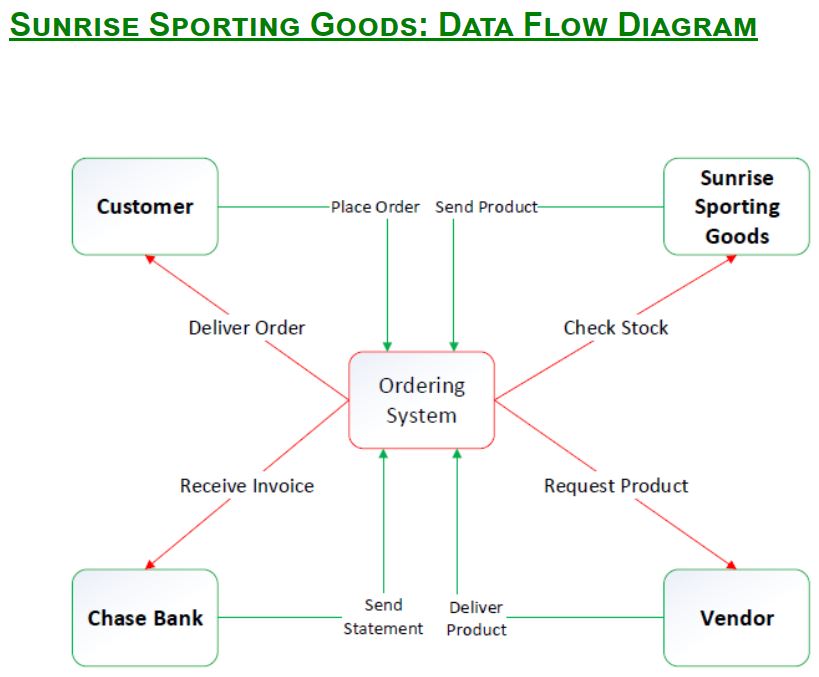 Sunrise Sporting Goods: Data Flow Diagram
Customer
Place Order
Send Product
Sunrise
Sporting
Goods
Deliver Order
Check Stock
Ordering
System
Receive Invoice
Request Product
Chase Bank
Send
Statement
Deliver
Product
Vendor